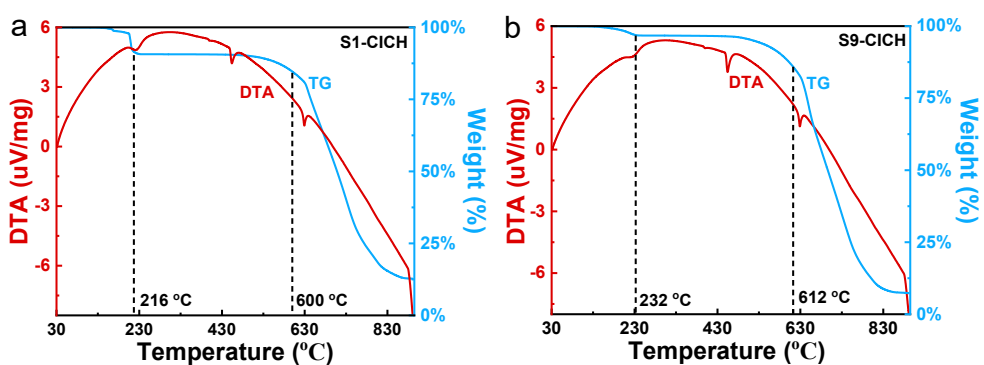 a
S1-ClCH
DTA
TG
216 ºC
600 ºC
6
3
0
-3
-6
DTA (uV/mg)
100%
75%
50%
25%
0%
Weight (%)
30
230
430
630
830
Temperature (ºC)
b
S9-ClCH
DTA
TG
232 ºC
612 ºC
6
3
0
-3
-6
DTA (uV/mg)
100%
75%
50%
25%
0%
Weight (%)
30
230
430
630
830
Temperature (ºC)